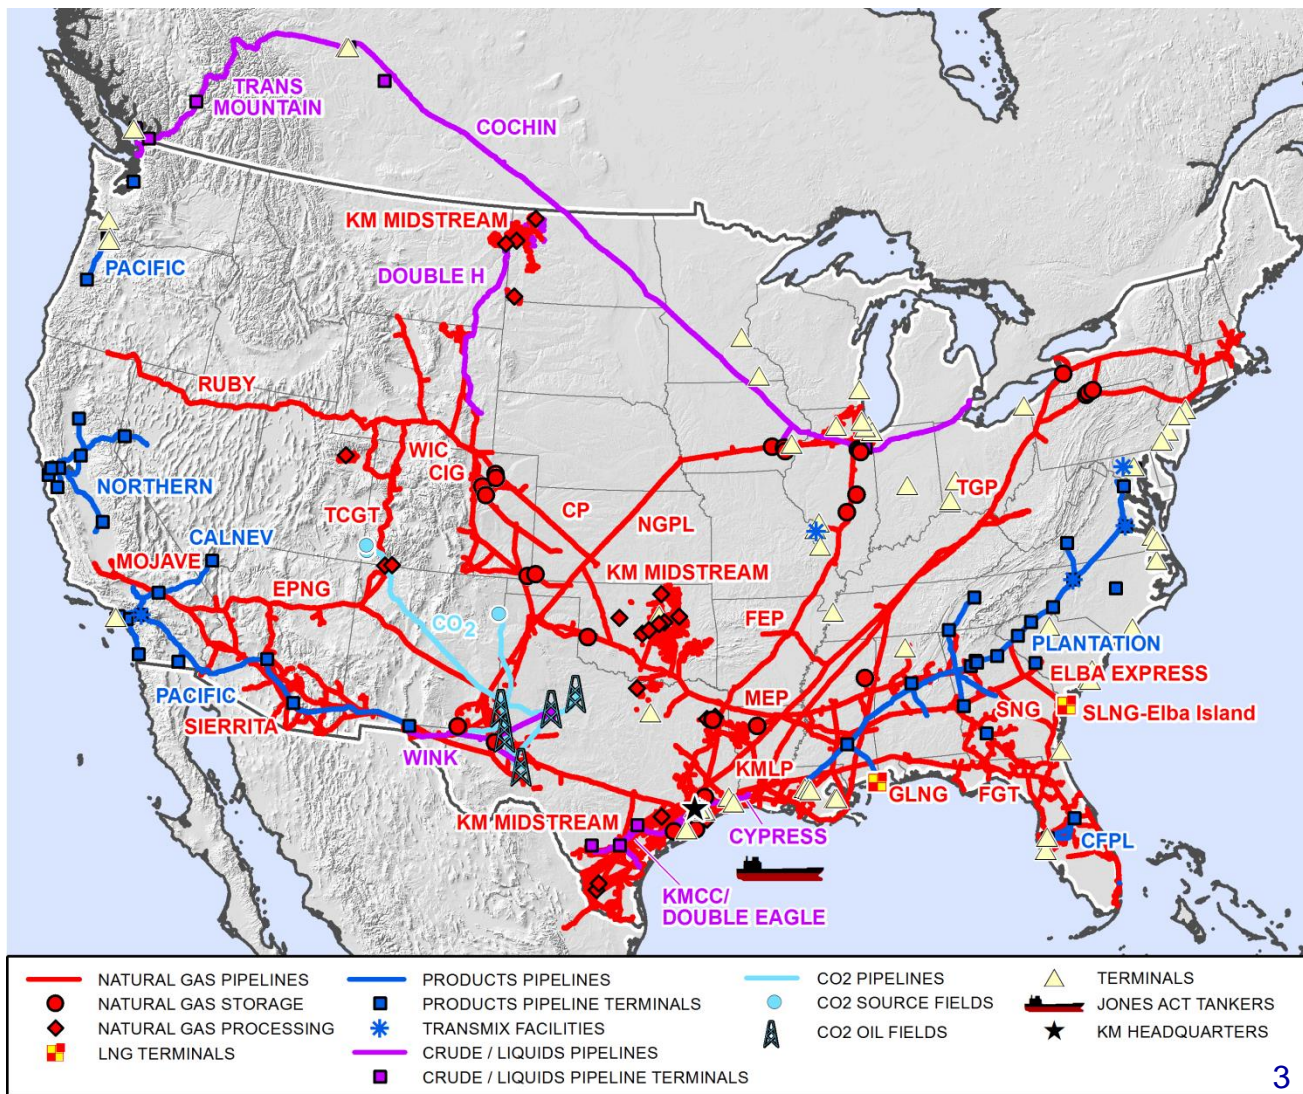 TRANS
MOUNTAIN
COCHIN
KM MIDSTREAM
PACIFIC
DOUBLE H
RUBY
WIC
CIG
NORTHERN
TCGT
CP
NGPL
TGP
CALNEV
MOJAVE
EPNG
KM MIDSTREAM
CO2
FEP
PLANTATION
ELBA EXPRESS
PACIFIC
SIERRITA
MEP
SNG
SLNG-Elba Island
WINK
KMLP
GLNG
FGT
KM MIDSTREAM
CYPRESS
CFPL
KMCC/
DOUBLE EAGLE
NATURAL GAS PIPELINES
NATURAL GAS STORAGE
NATURAL GAS PROCESSING
LNG TERMINALS
PRODUCTS PIPELINES
PRODUCTS PIPELINE TERMINALS
TRANSMIX FACILITIES
CRUDE / LIQUIDS PIPELINES
CRUDE / LIQUIDS PIPELINE TERMINALS
CO2 PIPELINES
CO2 SOURCE FIELDS
CO2 OIL FIELDS
TERMINALS
JONES ACT TANKERS
KM HEADQUARTERS
3